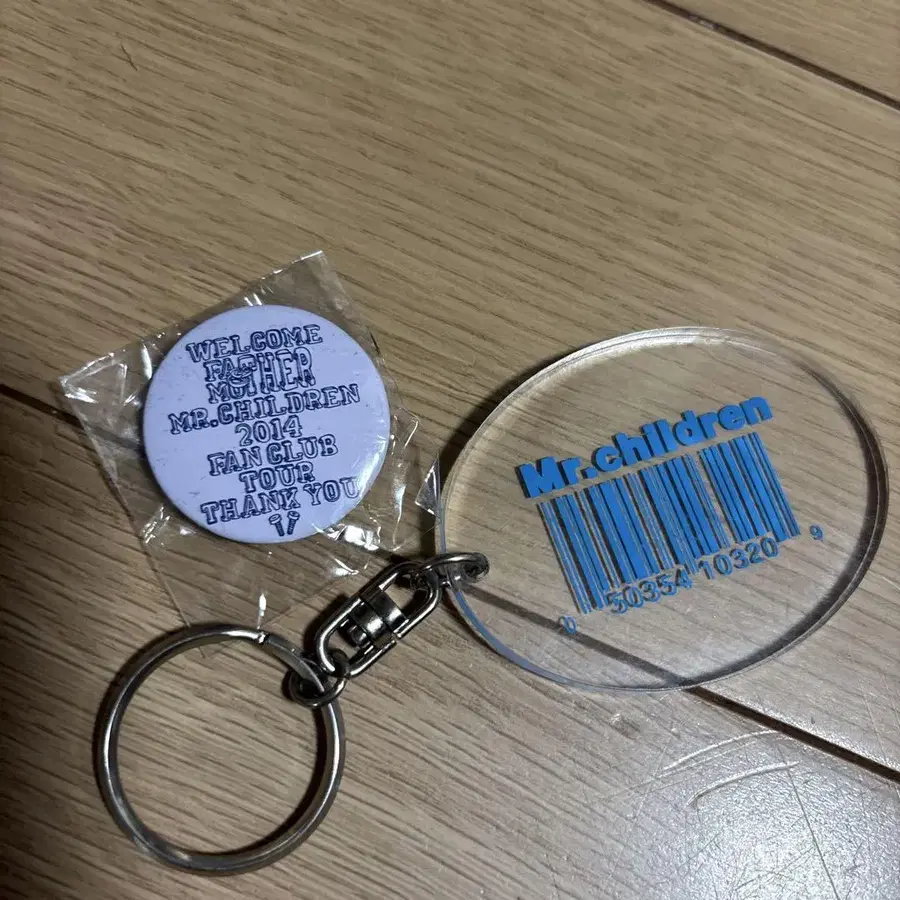 WELCOME
FATHER
&
MOTHER
MR.CHILDREN
2014
FAN CLUB
TOUR
THANK YOU
Mr.children
0 50354 10320 9